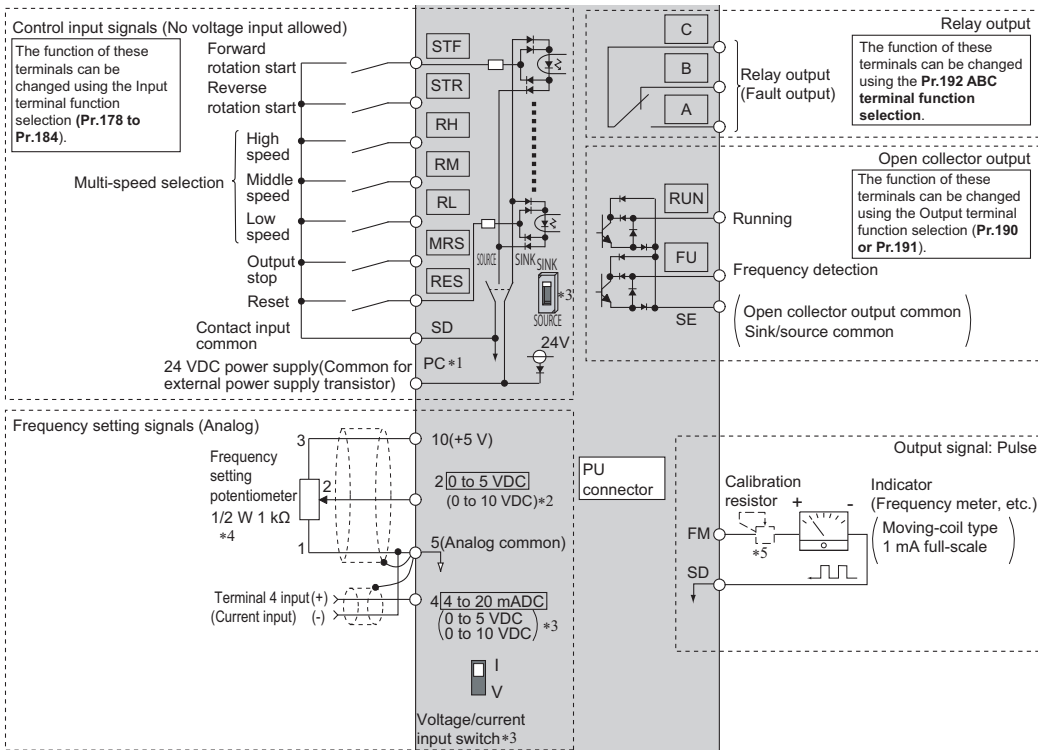 Control input signals (No voltage input allowed)
The function of these
terminals can be
changed using the Input
terminal function
selection (Pr.178 to
Pr.184).
Forward
rotation start
Reverse
rotation start
Multi-speed selection
High
speed
Middle
speed
Low
speed
Output
stop
Reset
Contact input
common
24 VDC power supply(Common for
external power supply transistor)
STF
STR
RH
RM
RL
MRS
RES
SD
PC *1
SINK
SOURCE
SINK
SINK
*3
SOURCE
24V
C
B
A
Relay output
(Fault output)
Relay output
The function of these
terminals can be changed
using the Pr.192 ABC
terminal function
selection.
Open collector output
The function of these
terminals can be changed
using the Output terminal
function selection (Pr.190
or Pr.191).
RUN
FU
SE
Running
Frequency detection
Open collector output common
Sink/source common
Frequency setting signals (Analog)
Frequency
setting
potentiometer
1/2 W 1 kΩ
*4
3
2
1
10(+5 V)
2 0 to 5 VDC
(0 to 10 VDC)*2
5(Analog common)
Terminal 4 input(+)
(Current input) (-)
4 4 to 20 mADC
0 to 5 VDC
0 to 10 VDC
*3
I
V
Voltage/current
input switch*3
PU
connector
Output signal: Pulse
Calibration
resistor
*5
+ -
Indicator
(Frequency meter, etc.)
Moving-coil type
1 mA full-scale
FM
SD